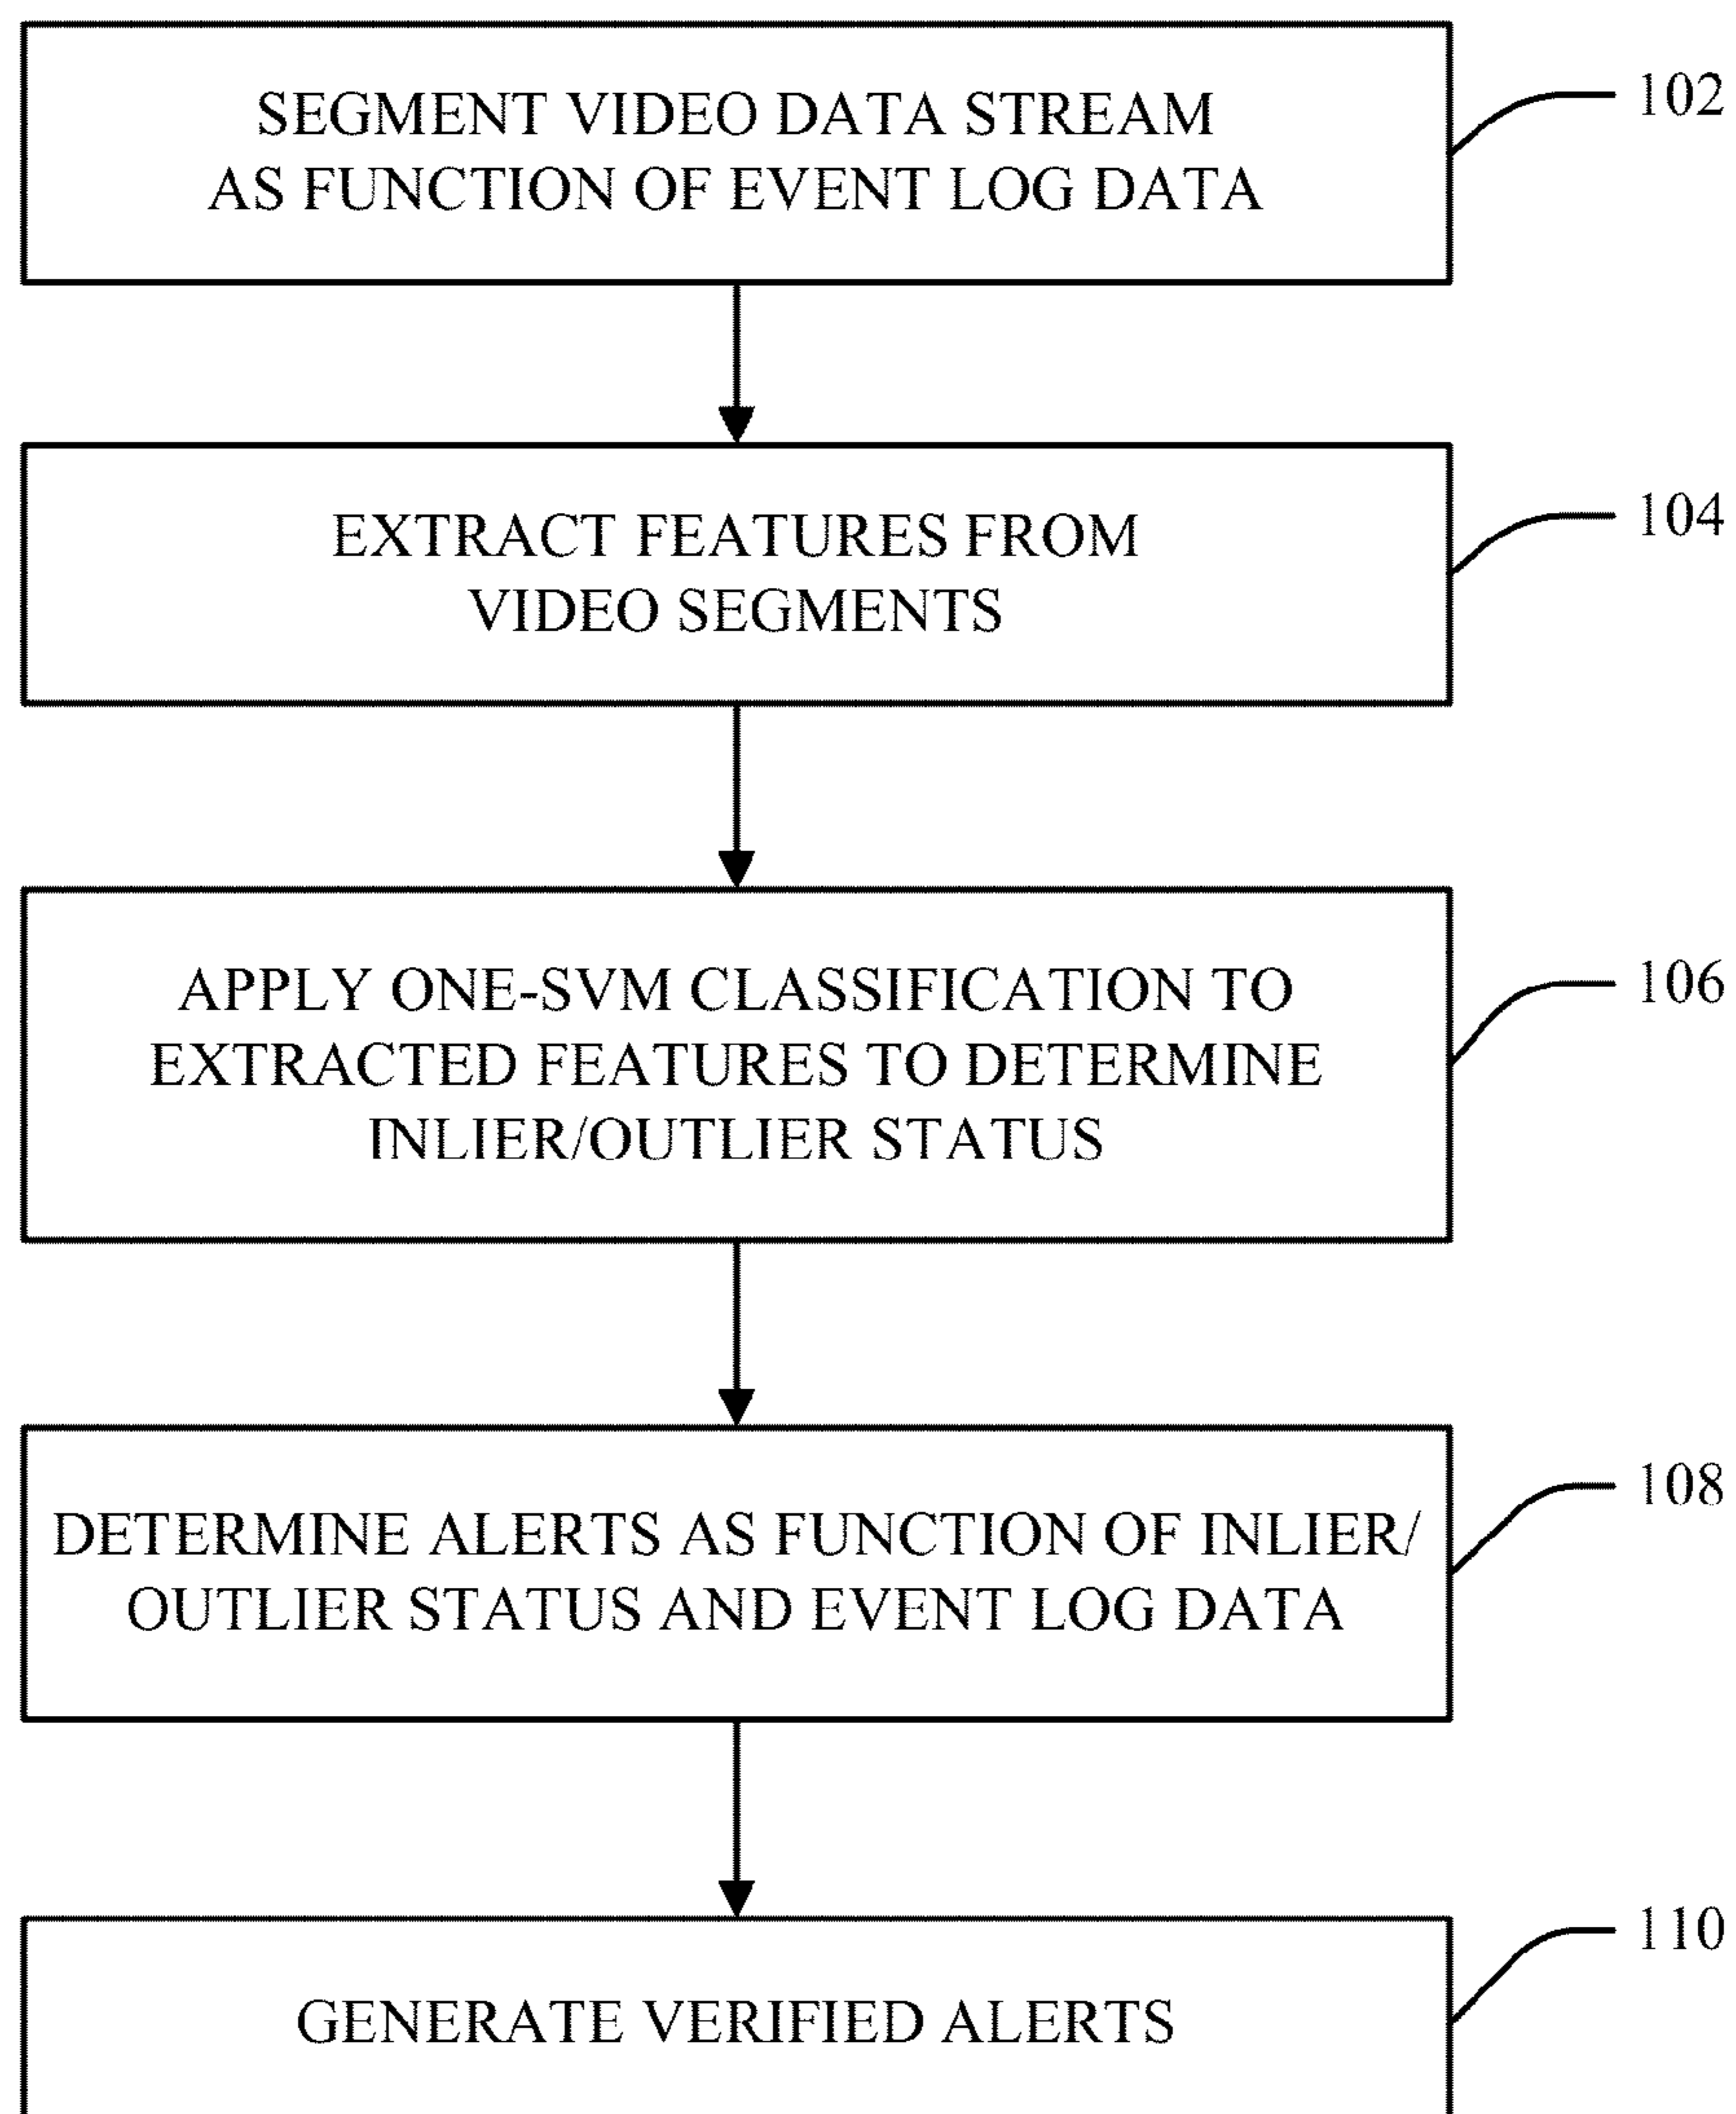 SEGMENT VIDEO DATA STREAM
AS FUNCTION OF EVENT LOG DATA
102
EXTRACT FEATURES FROM
VIDEO SEGMENTS
104
APPLY ONE-SVM CLASSIFICATION TO
EXTRACTED FEATURES TO DETERMINE
INLIER/OUTLIER STATUS
106
DETERMINE ALERTS AS FUNCTION OF INLIER/
OUTLIER STATUS AND EVENT LOG DATA
108
GENERATE VERIFIED ALERTS
110